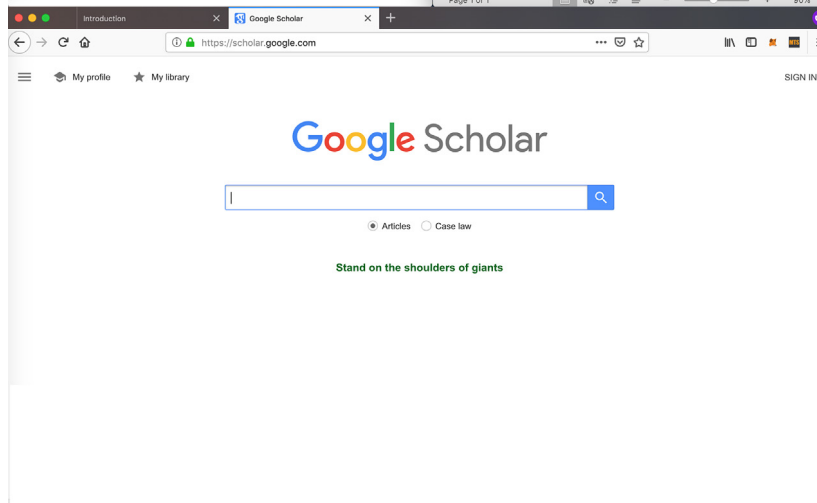 Page 1 of 1
90%
Introduction
Google Scholar
https://scholar.google.com
My profile
My library
SIGN IN
Google Scholar
Articles
Case law
Stand on the shoulders of giants